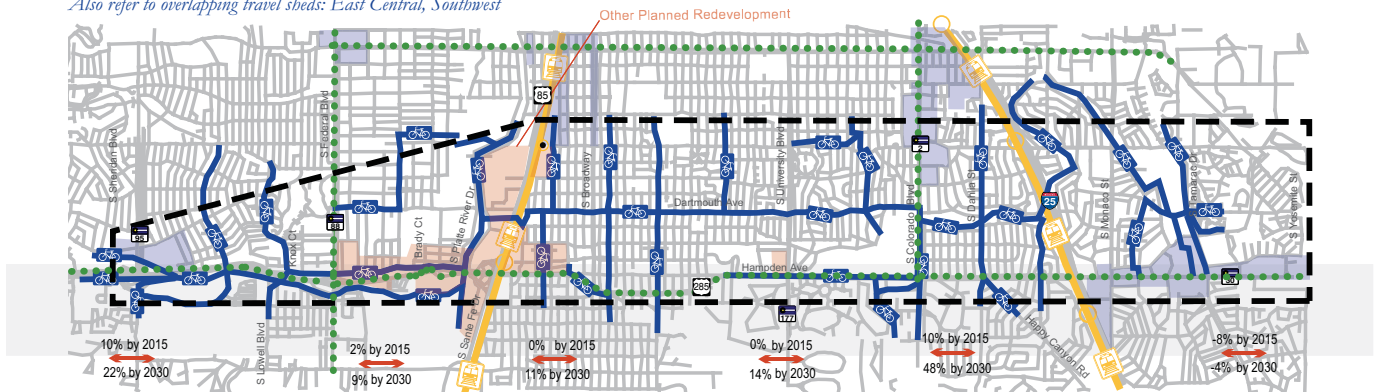 Also refer to overlapping travel sheds: East Central, Southwest
Other Planned Redevelopment
85
2
S Federal Blvd
S Sheridan Blvd
S Broadway
S University Blvd
S Dahlia St
25
S Monaco St
Tamarac Dr
S Yosemite St
Dartmouth Ave
S Colorado Blvd
S Platte River Dr
Brady Ct
Knox Ct
88
95
Hampden Ave
285
30
177
S Sante Fe Dr
S Lowell Blvd
Happy Canyon Rd
10% by 2015
22% by 2030
2% by 2015
9% by 2030
0% by 2015
11% by 2030
0% by 2015
14% by 2030
10% by 2015
48% by 2030
-8% by 2015
-4% by 2030